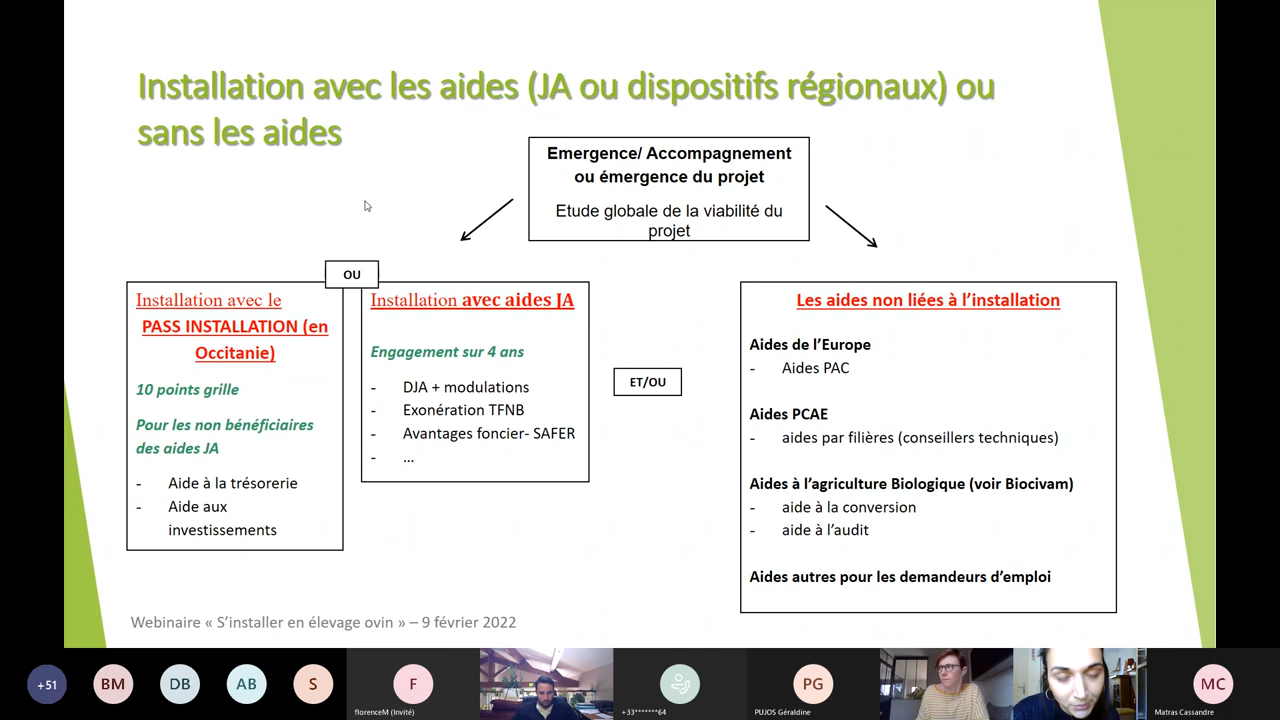 Installation avec les aides (JA ou dispositifs régionaux) ou
sans les aides
Emergence/ Accompagnement
ou émergence du projet
Etude globale de la viabilité du
projet
OU
Installation avec le
PASS INSTALLATION (en
Occitanie)
10 points grille
Pour les non bénéficiaires
des aides JA
- Aide à la trésorerie
- Aide aux
investissements
Installation avec aides JA
Engagement sur 4 ans
- DJA + modulations
- Exonération TFNB
- Avantages foncier- SAFER
- ...
ET/OU
Les aides non liées à l’installation
Aides de l’Europe
- Aides PAC
Aides PCAE
- aides par filières (conseillers techniques)
Aides à l’agriculture Biologique (voir Biocivam)
- aide à la conversion
- aide à l’audit
Aides autres pour les demandeurs d’emploi
Webinaire « S’installer en élevage ovin » – 9 février 2022
+51
BM
DB
AB
S
F
florenceM (Invité)
+33*******64
PG
PUJOS Géraldine
MC
Matras Cassandre